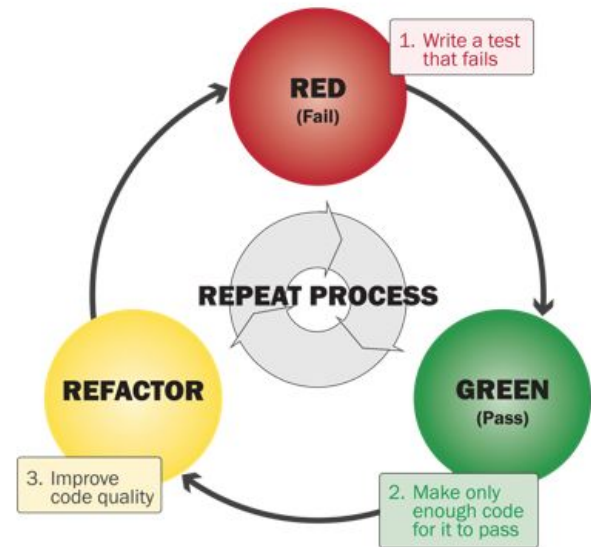 1. Write a test
that fails
RED
(Fail)
REPEAT PROCESS
REFACTOR
GREEN
(Pass)
3. Improve
code quality
2. Make only
enough code
for it to pass